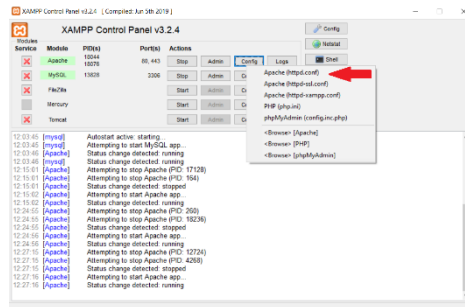 XAMPP Control Panel v3.2.4 [ Compiled: Jun 5th 2019 ]
XAMPP Control Panel v3.2.4
Config
Netstat
Shell
Modules
Service Module PID(s) Port(s) Actions
Apache 18044 18076 80, 443 Stop Admin Config Logs
MySQL 13828 3306 Stop Admin
FileZilla Start Admin
Mercury Start Admin
Tomcat Start Admin
Apache (httpd.conf)
Apache (httpd-ssl.conf)
Apache (httpd-xampp.conf)
PHP (php.ini)
phpMyAdmin (config.inc.php)
<Browse> [Apache]
<Browse> [PHP]
<Browse> [phpMyAdmin]
12:03:45 [mysql] Autostart active: starting...
12:03:45 [mysql] Attempting to start MySQL app...
12:03:46 [Apache] Status change detected: running
12:03:46 [mysql] Status change detected: running
12:15:01 [Apache] Attempting to stop Apache (PID: 17128)
12:15:01 [Apache] Attempting to stop Apache (PID: 164)
12:15:01 [Apache] Status change detected: stopped
12:15:02 [Apache] Attempting to start Apache app...
12:15:02 [Apache] Status change detected: running
12:24:55 [Apache] Attempting to stop Apache (PID: 260)
12:24:55 [Apache] Attempting to stop Apache (PID: 18236)
12:24:55 [Apache] Status change detected: stopped
12:24:56 [Apache] Attempting to start Apache app...
12:24:56 [Apache] Status change detected: running
12:27:15 [Apache] Attempting to stop Apache (PID: 12724)
12:27:15 [Apache] Attempting to stop Apache (PID: 4268)
12:27:15 [Apache] Status change detected: stopped
12:27:16 [Apache] Attempting to start Apache app...
12:27:16 [Apache] Status change detected: running